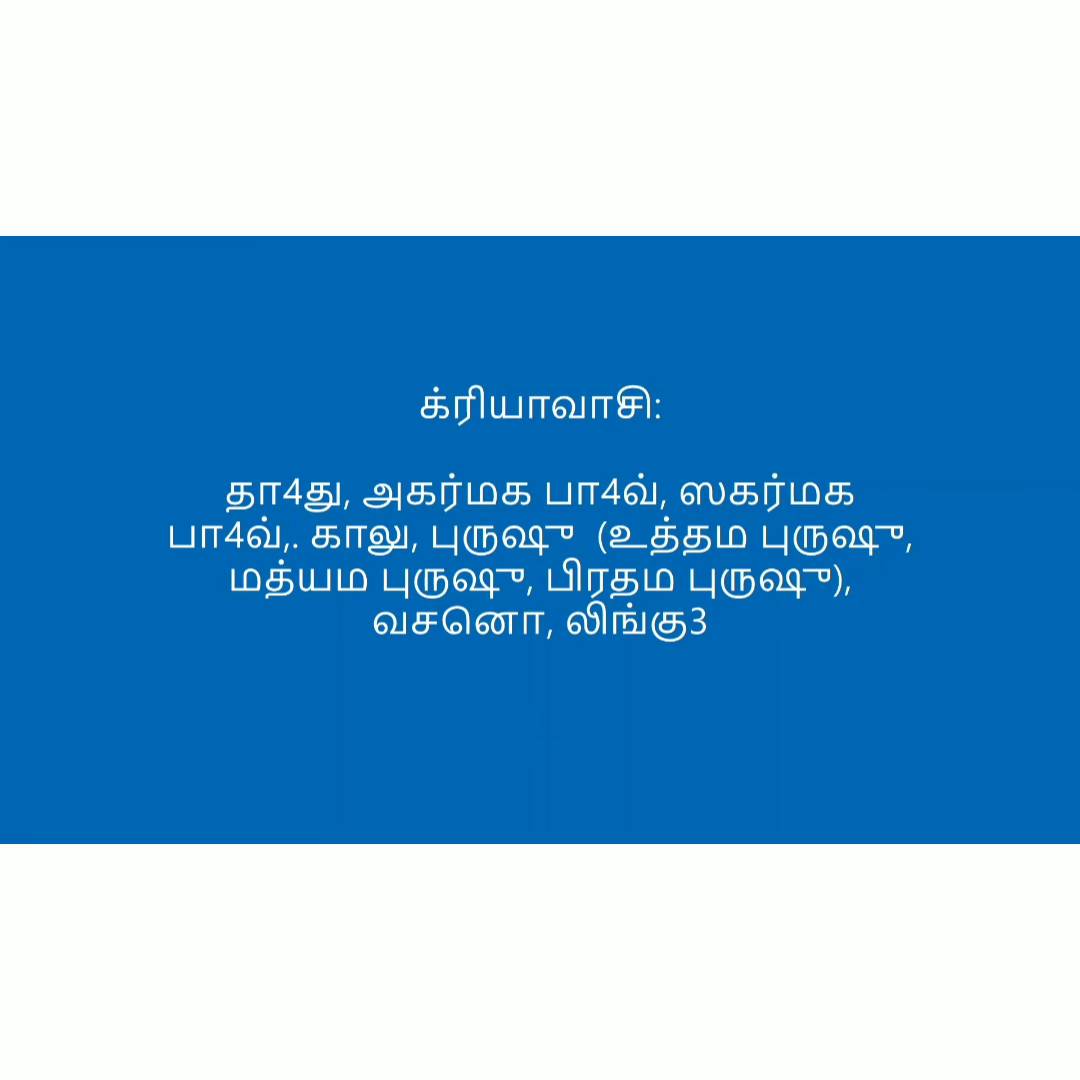 க்ரியாவாசி:
தா4து, அகர்மக பா4வ், ஸகர்மக
பா4வ்,. காலு, புருஷு (உத்தம புருஷு,
மத்யம புருஷு, பிரதம புருஷு),
வசனொ, லிங்கு3